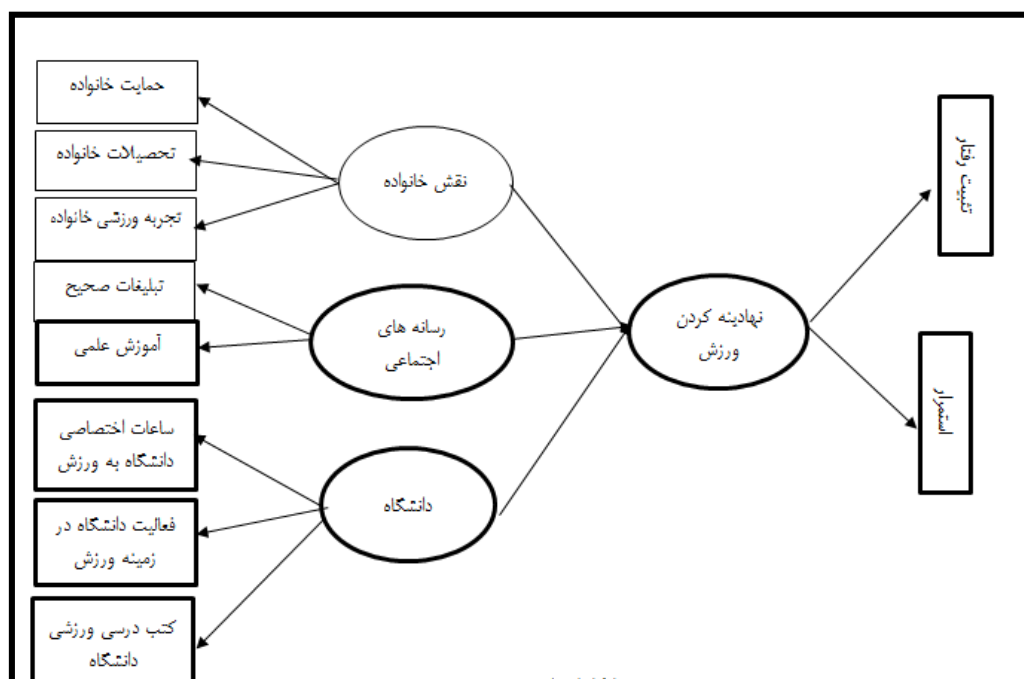 حمایت خانواده
تحصیلات خانواده
تجربه ورزشی خانواده
تبلیغات صحیح
آموزش علمی
ساعات اختصاصی
دانشگاه به ورزش
فعالیت دانشگاه در
زمینه ورزش
کتب درسی ورزشی
دانشگاه
نقش خانواده
رسانه های
اجتماعی
دانشگاه
نهادینه کردن
ورزش
تثبیت رفتار
استمرار